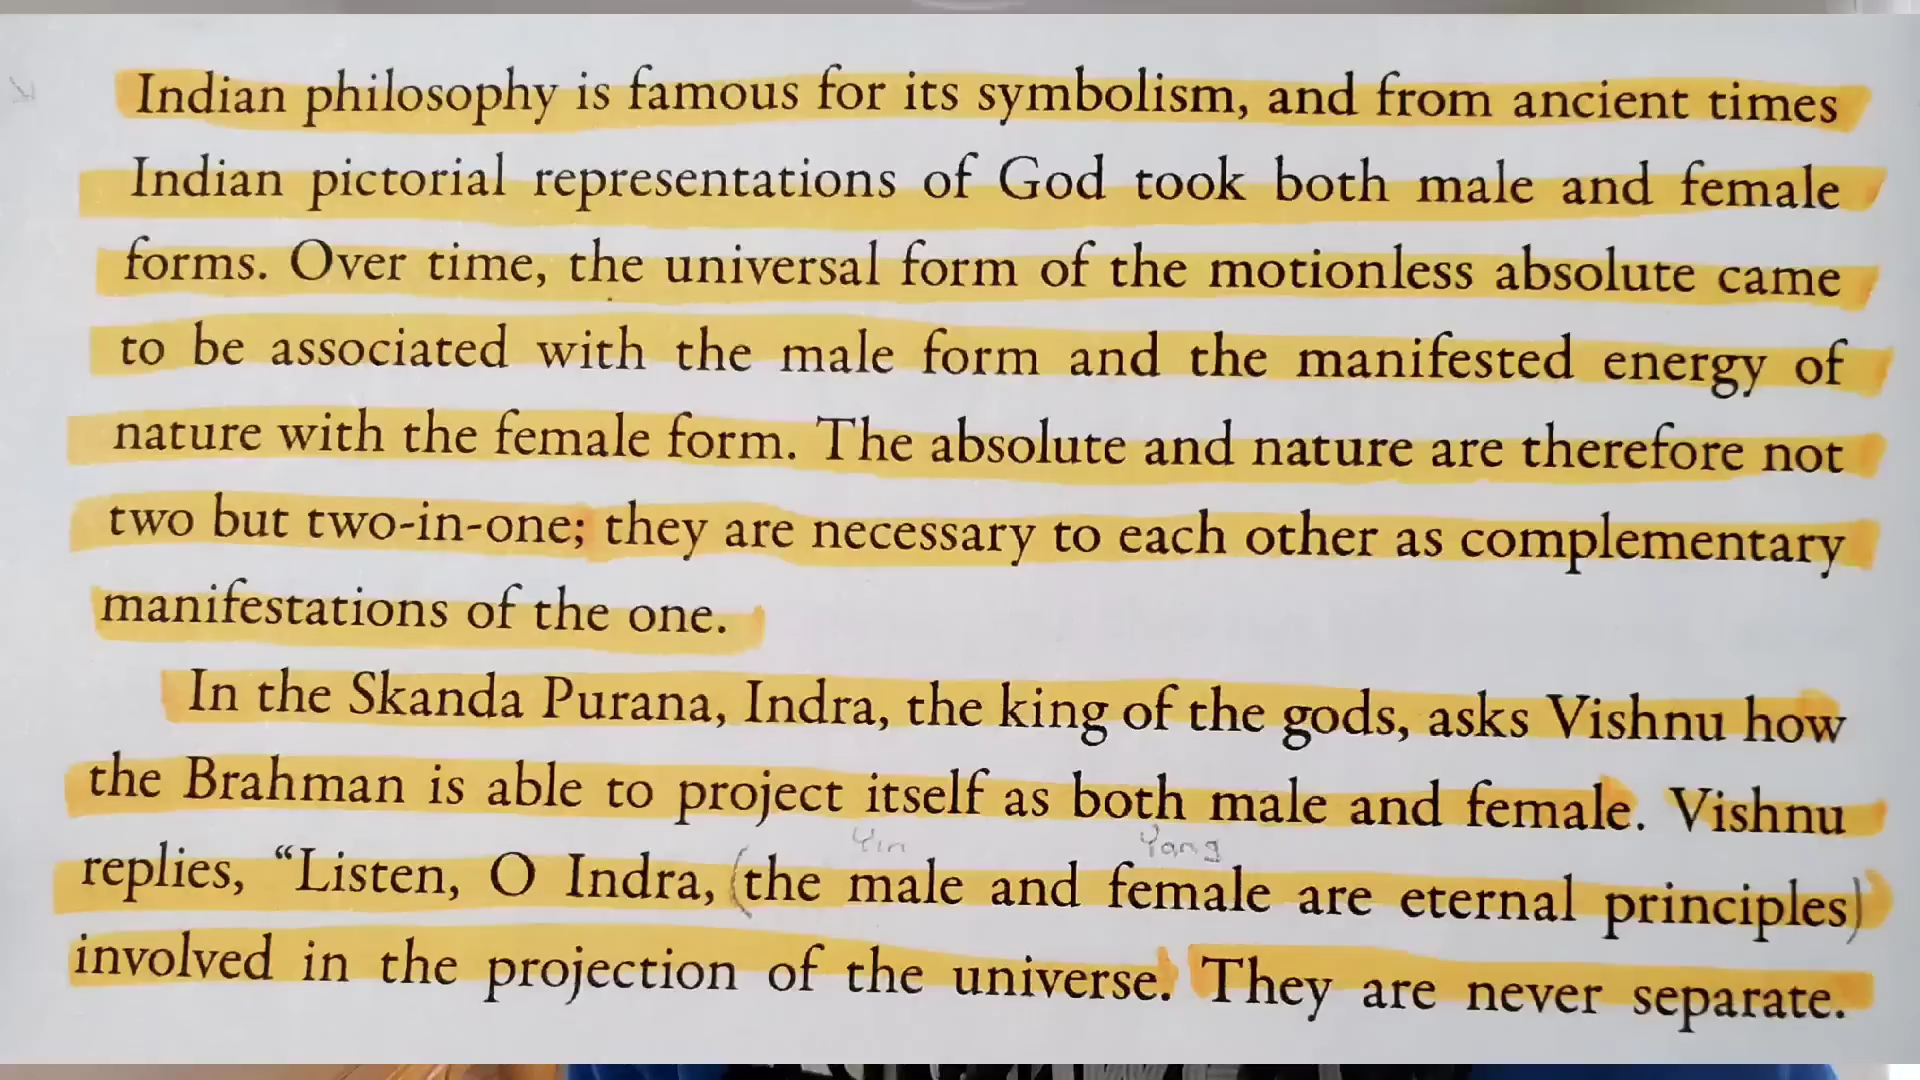 Indian philosophy is famous for its symbolism, and from ancient times
Indian pictorial representations of God took both male and female
forms. Over time, the universal form of the motionless absolute came
to be associated with the male form and the manifested energy of
nature with the female form. The absolute and nature are therefore not
two but two-in-one; they are necessary to each other as complementary
manifestations of the one.
In the Skanda Purana, Indra, the king of the gods, asks Vishnu how
the Brahman is able to project itself as both male and female. Vishnu
Yin Yang
replies, “Listen, O Indra, (the male and female are eternal principles)
involved in the projection of the universe. They are never separate.